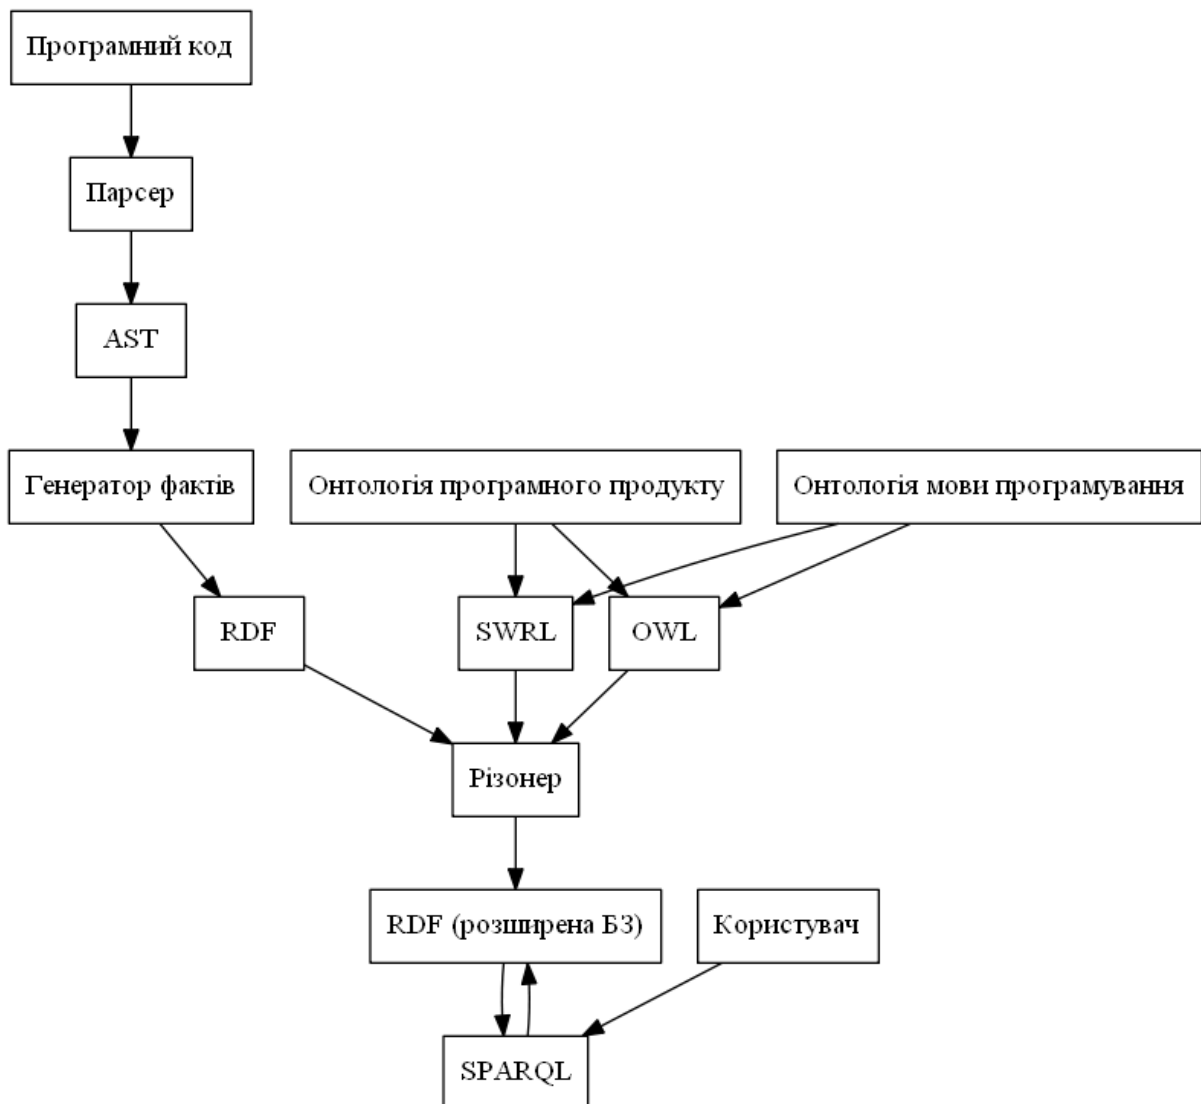 Програмний код
Парсер
AST
Генератор фактів
Онтологія програмного продукту
Онтологія мови програмування
RDF
SWRL
OWL
Різонер
RDF (розширена БЗ)
Користувач
SPARQL